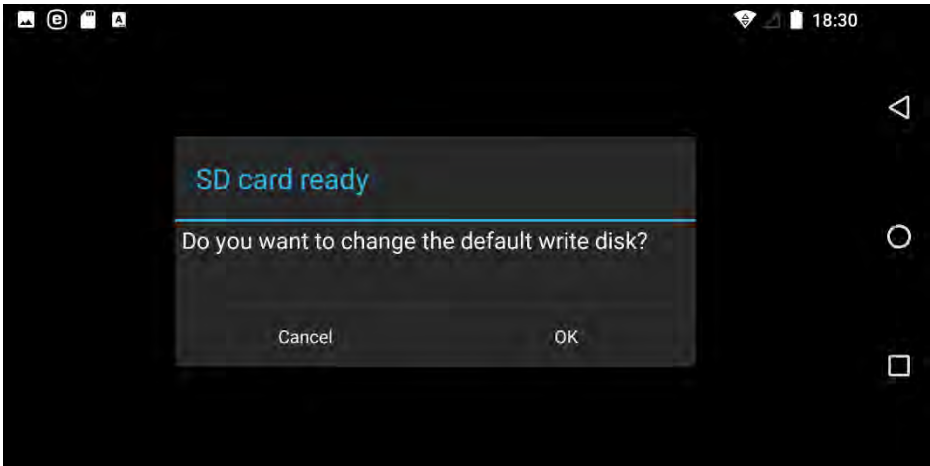 18:30
SD card ready
Do you want to change the default write disk?
Cancel
OK